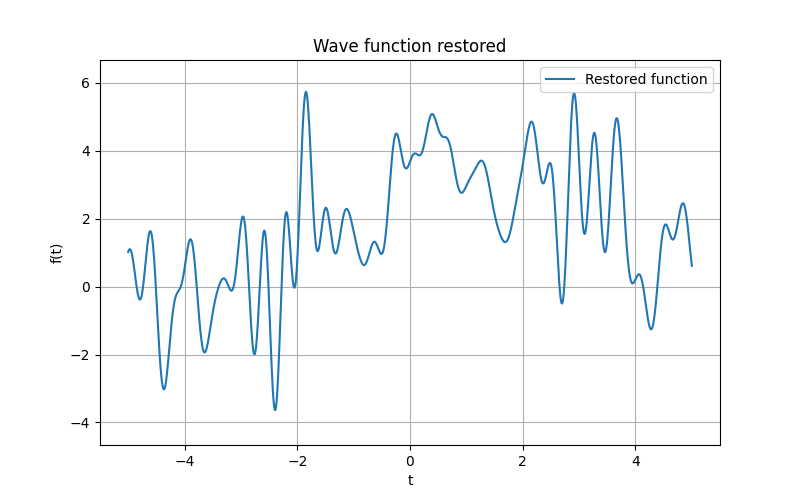 Wave function restored
Restored function
6
4
2
0
−2
−4
f(t)
−4 −2 0 2 4
t